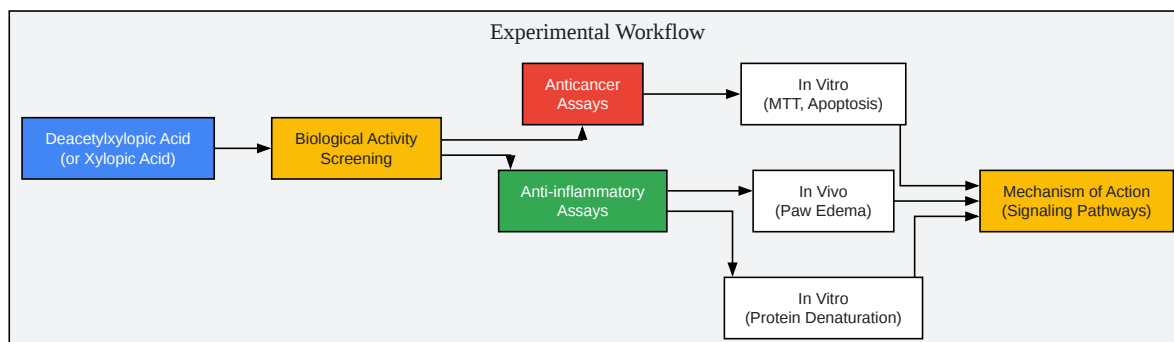 Experimental Workflow
Anticancer
Assays
In Vitro
(MTT, Apoptosis)
Deacetylxylopic Acid
(or Xylopic Acid)
Biological Activity
Screening
Anti-inflammatory
Assays
In Vivo
(Paw Edema)
Mechanism of Action
(Signaling Pathways)
In Vitro
(Protein Denaturation)